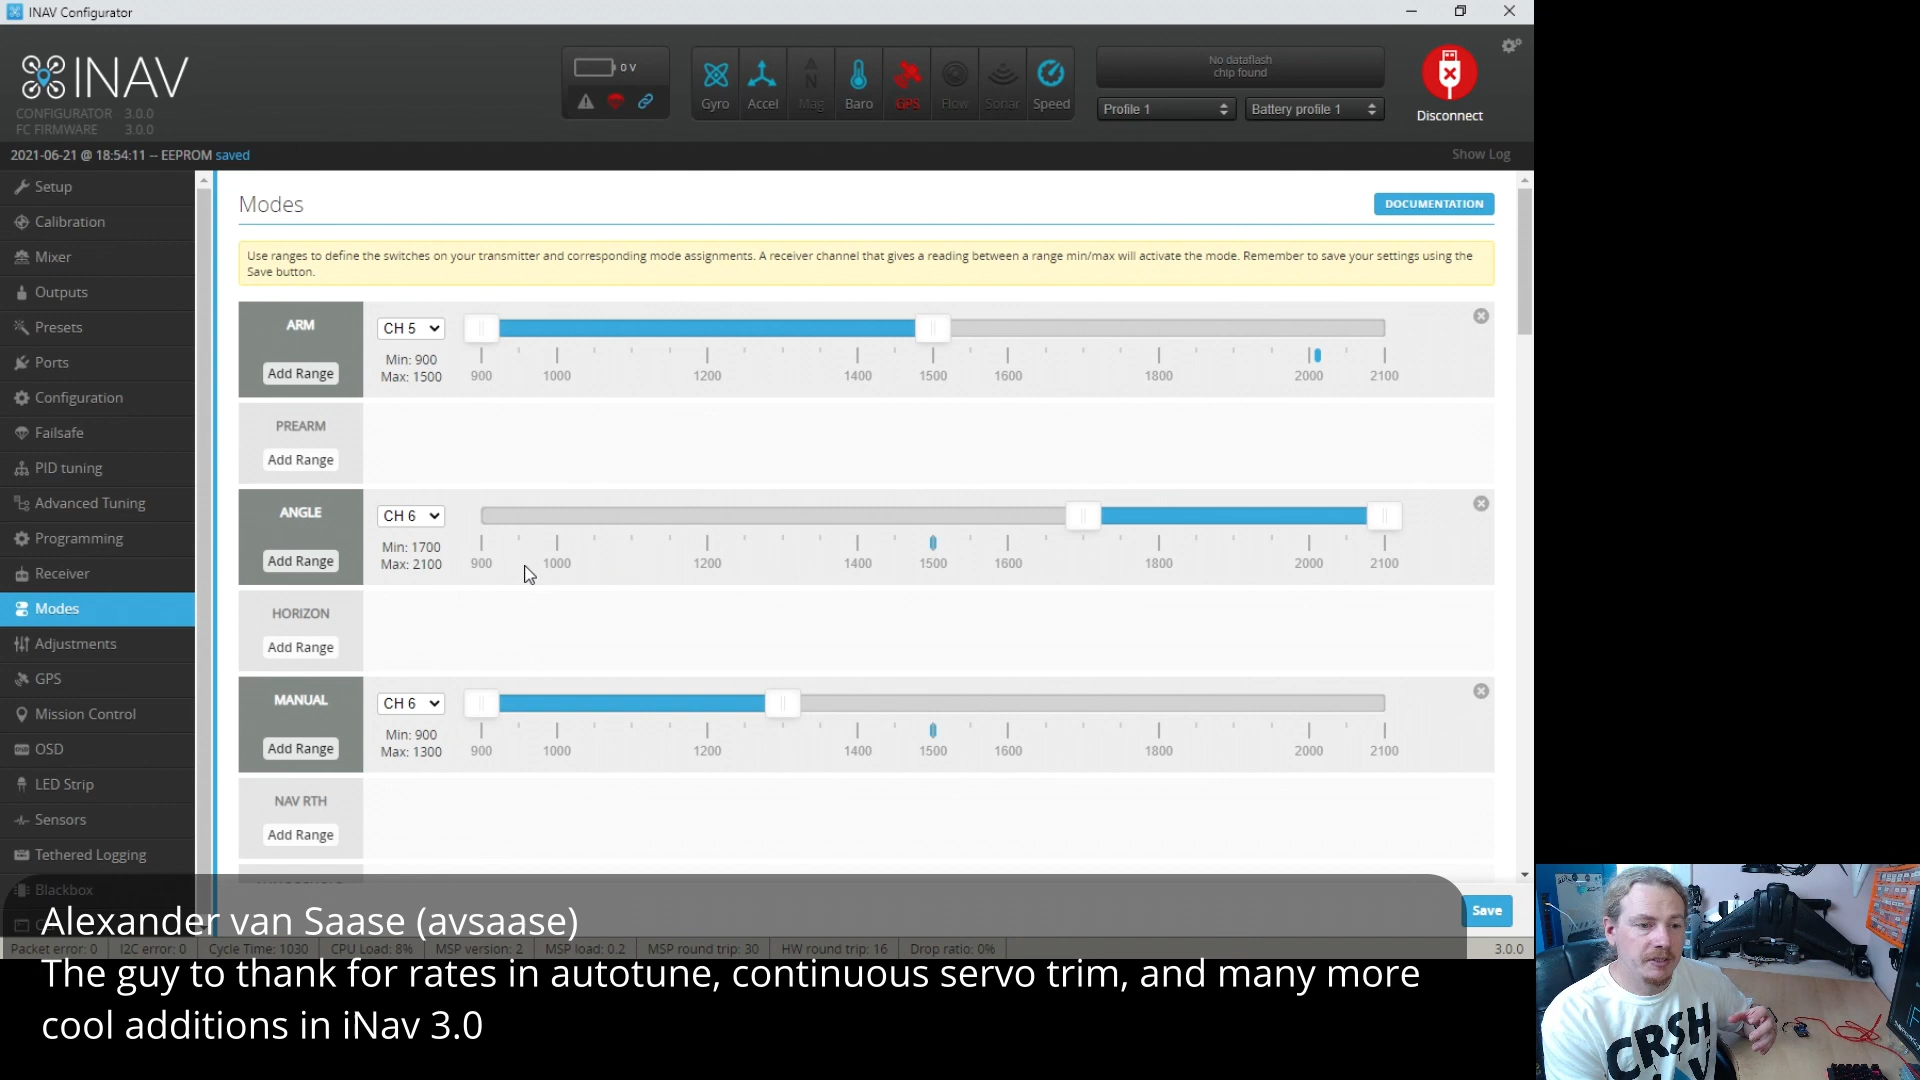 INAV Configurator
INAV
CONFIGURATOR 3.0.0
FC FIRMWARE 3.0.0
0 V
Gyro Accel Mag Baro GPS Flow Sonar Speed
No dataflash
chip found
Profile 1 Battery profile 1
Disconnect
2021-06-21 @ 18:54:11 -- EEPROM saved
Show Log
Setup
Calibration
Mixer
Outputs
Presets
Ports
Configuration
Failsafe
PID tuning
Advanced Tuning
Programming
Receiver
Modes
Adjustments
GPS
Mission Control
OSD
LED Strip
Sensors
Tethered Logging
Blackbox
Modes
DOCUMENTATION
Use ranges to define the switches on your transmitter and corresponding mode assignments. A receiver channel that gives a reading between a range min/max will activate the mode. Remember to save your settings using the
Save button.
ARM
Add Range
CH 5
Min: 900
Max: 1500
900 1000 1200 1400 1500 1600 1800 2000 2100
PREARM
Add Range
ANGLE
Add Range
CH 6
Min: 1700
Max: 2100
900 1000 1200 1400 1500 1600 1800 2000 2100
HORIZON
Add Range
MANUAL
Add Range
CH 6
Min: 900
Max: 1300
900 1000 1200 1400 1500 1600 1800 2000 2100
NAV RTH
Add Range
Save
Alexander van Saase (avsaase)
Packet error: 0 I2C error: 0 Cycle Time: 1030 CPU Load: 8% MSP version: 2 MSP load: 0.2 MSP round trip: 30 HW round trip: 16 Drop ratio: 0% 3.0.0
The guy to thank for rates in autotune, continuous servo trim, and many more
cool additions in iNav 3.0
CRSH